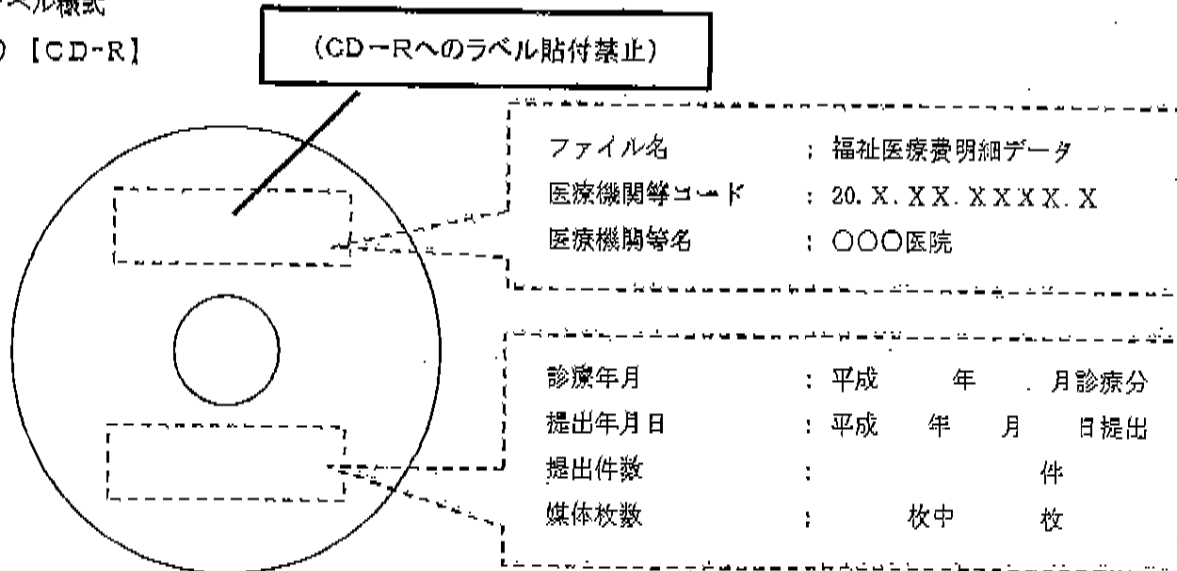 ベル様式
) 【CD-R】
(CD-Rへのラベル貼付禁止)
ファイル名 : 福祉医療費明細データ
医療機関等コード : 20.X.XX.XXXX.X
医療機関等名 : ○○○医院
診療年月 : 平成 年 月診療分
提出年月日 : 平成 年 月 日提出
提出件数 : 件
媒体枚数 : 枚中 枚